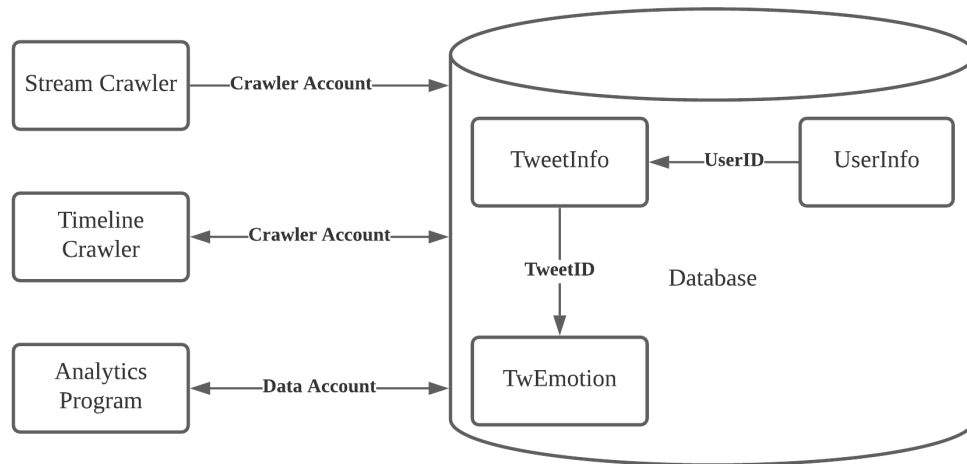 Stream Crawler
Crawler Account
TweetInfo
UserID
UserInfo
Timeline
Crawler
Crawler Account
TweetID
Database
Analytics
Program
Data Account
TwEmotion